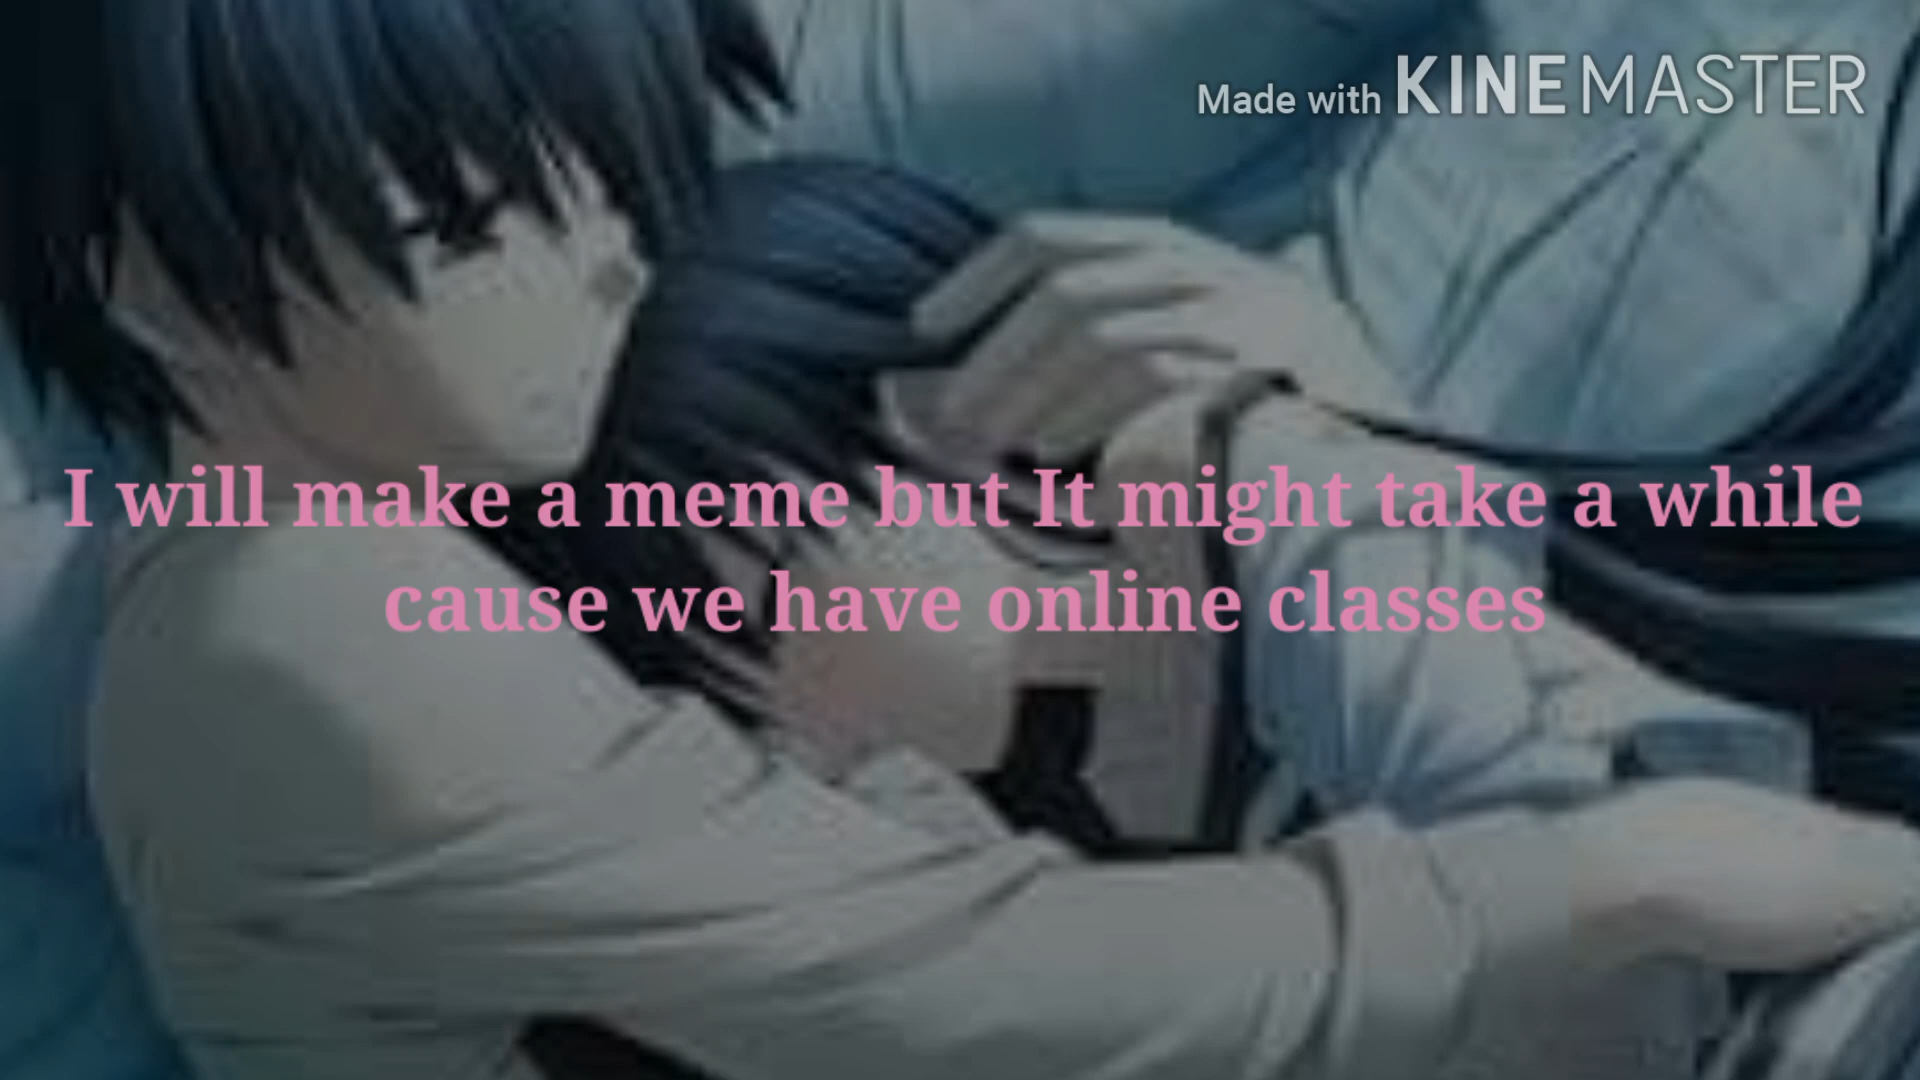 Made with KINEMASTER
I will make a meme but It might take a while
cause we have online classes